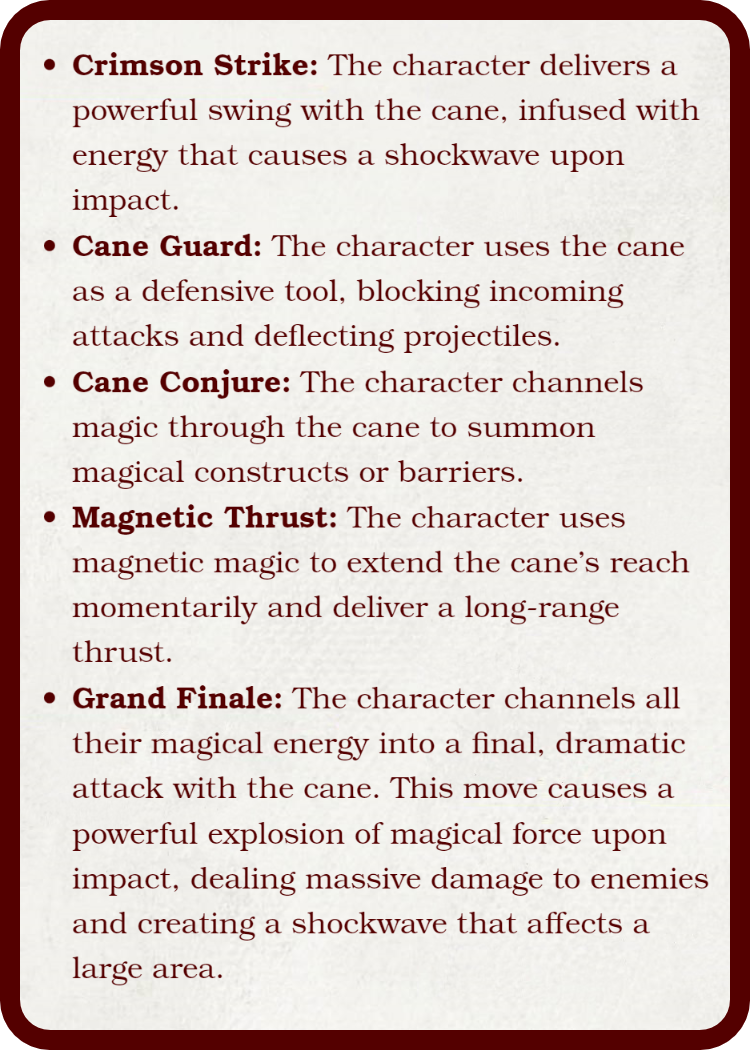 • Crimson Strike: The character delivers a
powerful swing with the cane, infused with
energy that causes a shockwave upon
impact.
• Cane Guard: The character uses the cane
as a defensive tool, blocking incoming
attacks and deflecting projectiles.
• Cane Conjure: The character channels
magic through the cane to summon
magical constructs or barriers.
• Magnetic Thrust: The character uses
magnetic magic to extend the cane’s reach
momentarily and deliver a long-range
thrust.
• Grand Finale: The character channels all
their magical energy into a final, dramatic
attack with the cane. This move causes a
powerful explosion of magical force upon
impact, dealing massive damage to enemies
and creating a shockwave that affects a
large area.